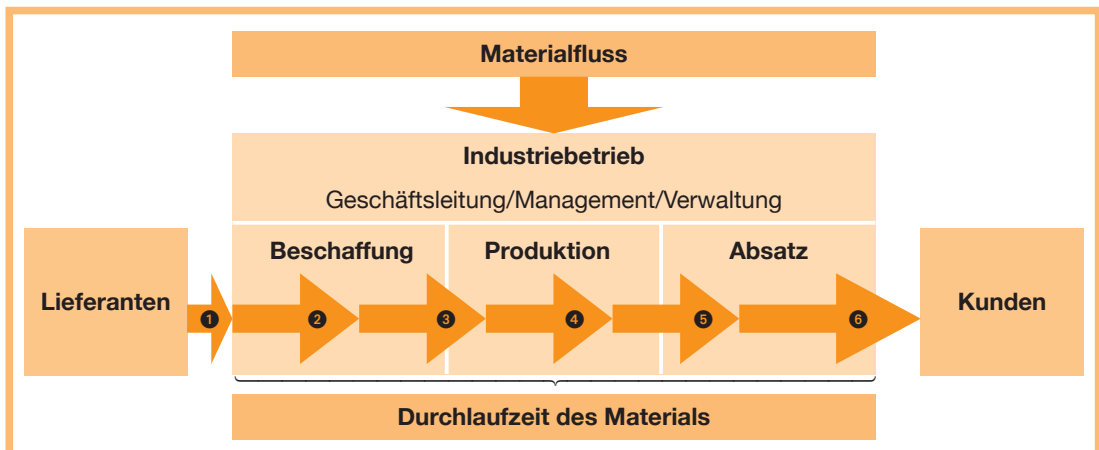 Materialfluss
Industriebetrieb
Geschäftsleitung/Management/Verwaltung
Beschaffung
Produktion
Absatz
Lieferanten
Kunden
1
2
3
4
5
6
Durchlaufzeit des Materials